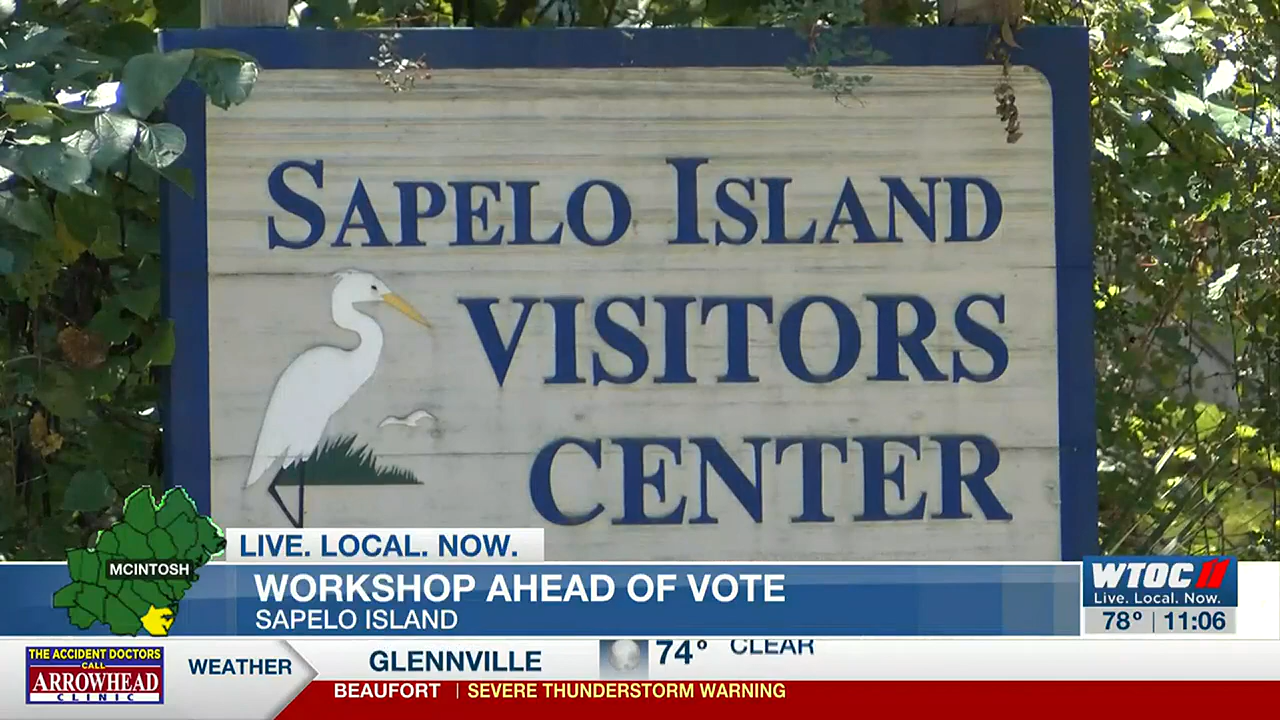 SAPELO ISLAND
VISITORS
CENTER
LIVE. LOCAL. NOW.
MCINTOSH
WORKSHOP AHEAD OF VOTE
SAPELO ISLAND
WTOC 11
Live. Local. Now.
78° | 11:06
THE ACCIDENT DOCTORS
CALL
ARROWHEAD
CLINIC
WEATHER
GLENNVILLE 74° CLEAR
BEAUFORT | SEVERE THUNDERSTORM WARNING